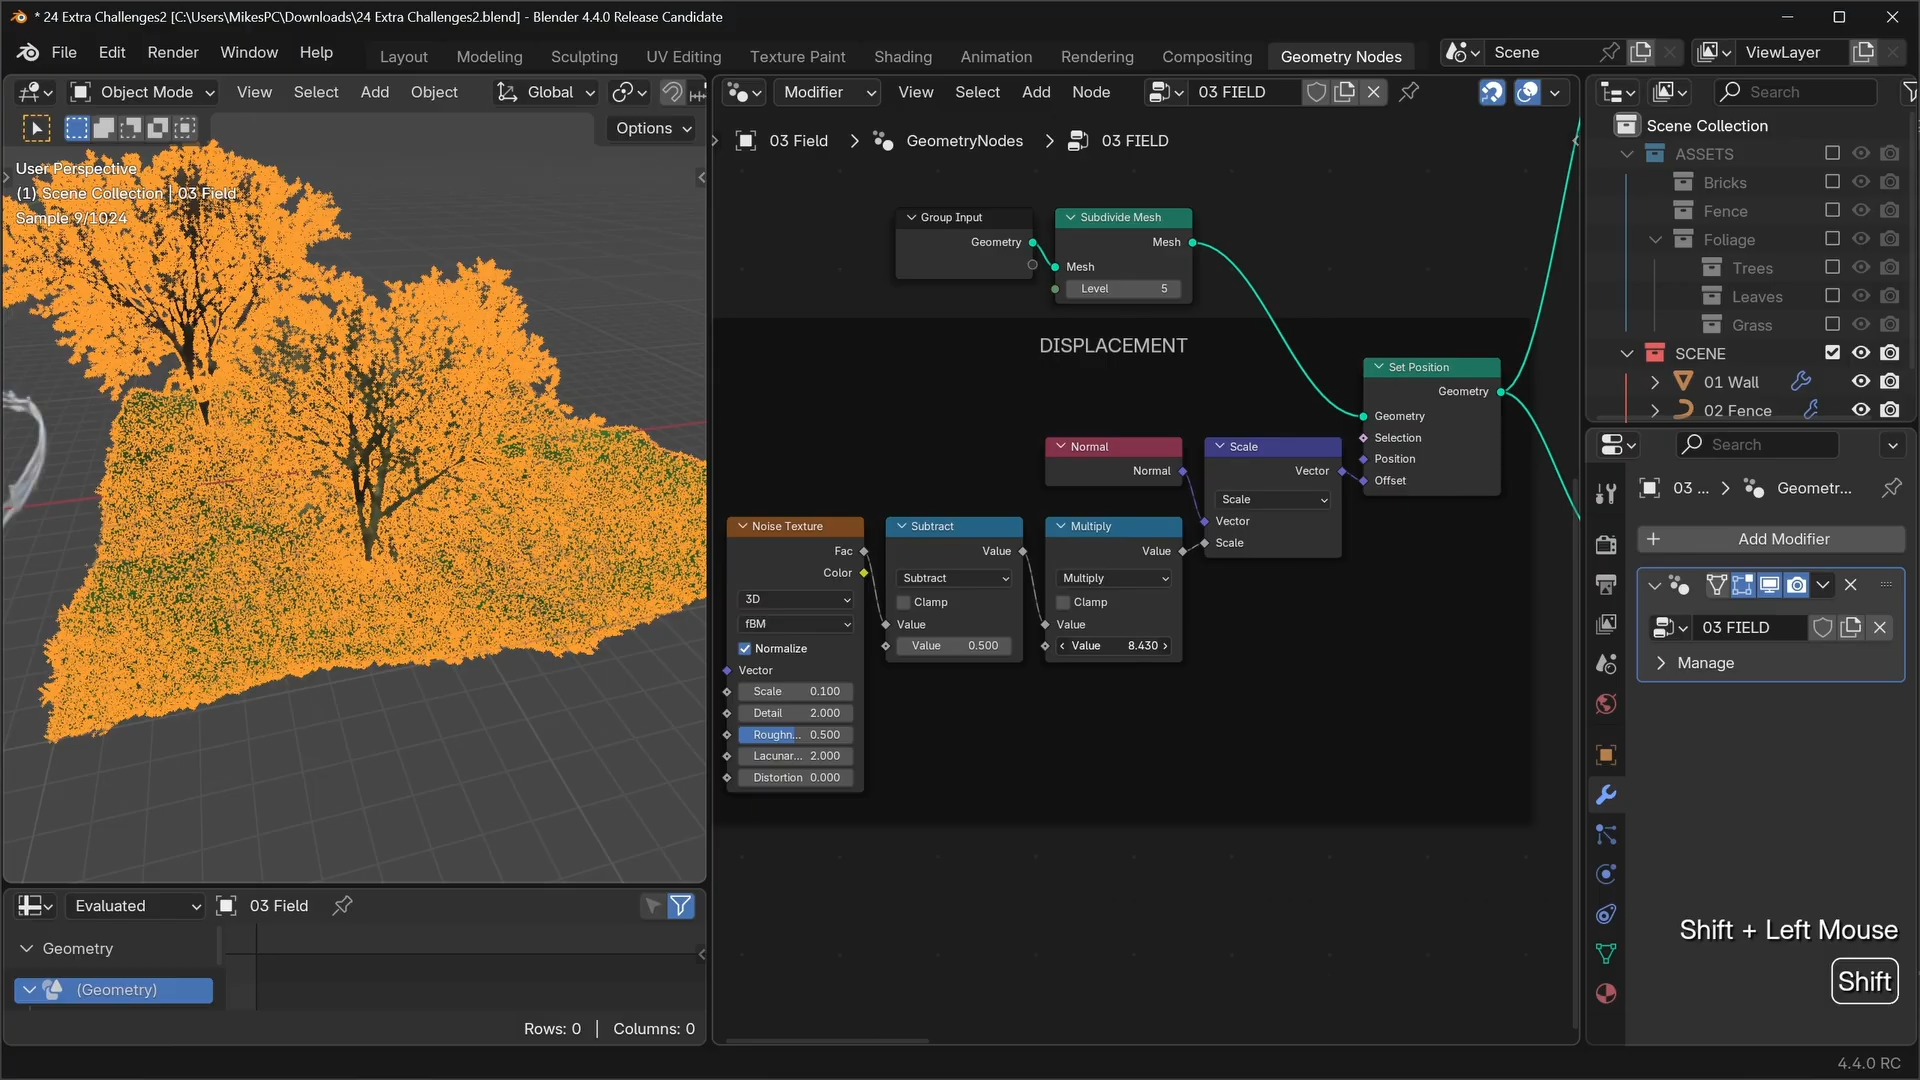 * 24 Extra Challenges2 [C:\Users\MikesPC\Downloads\24 Extra Challenges2.blend] - Blender 4.4.0 Release Candidate
File Edit Render Window Help
Layout Modeling Sculpting UV Editing Texture Paint Shading Animation Rendering Compositing Geometry Nodes
Scene
ViewLayer
Object Mode View Select Add Object Global
Options
User Perspective
(1) Scene Collection | 03 Field
Sample 9/1024
Modifier View Select Add Node 03 FIELD
03 Field > GeometryNodes > 03 FIELD
Group Input
Geometry
Subdivide Mesh
Mesh
Mesh
Level 5
DISPLACEMENT
Set Position
Geometry
Geometry
Selection
Position
Offset
Normal
Normal
Scale
Vector
Scale
Vector
Scale
Noise Texture
Fac
Color
3D
fBM
Normalize
Vector
Scale 0.100
Detail 2.000
Roughn... 0.500
Lacunar... 2.000
Distortion 0.000
Subtract
Value
Subtract
Clamp
Value
Value 0.500
Multiply
Value
Multiply
Clamp
Value
Value 8.430
Search
Scene Collection
ASSETS
Bricks
Fence
Foliage
Trees
Leaves
Grass
SCENE
01 Wall
02 Fence
Search
03 ... > Geometr...
+ Add Modifier
03 FIELD
Manage
Shift + Left Mouse
Shift
Evaluated 03 Field
Geometry
(Geometry)
Rows: 0 | Columns: 0
4.4.0 RC